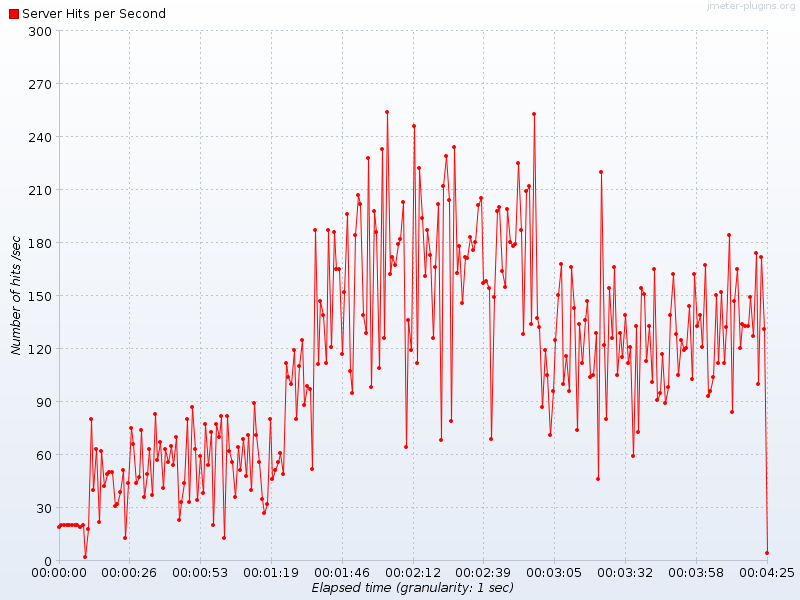 jmeter-plugins.org
Server Hits per Second
300
270
240
210
180
150
120
90
60
30
0
Number of hits /sec
00:00:00 00:00:26 00:00:53 00:01:19 00:01:46 00:02:12 00:02:39 00:03:05 00:03:32 00:03:58 00:04:25
Elapsed time (granularity: 1 sec)